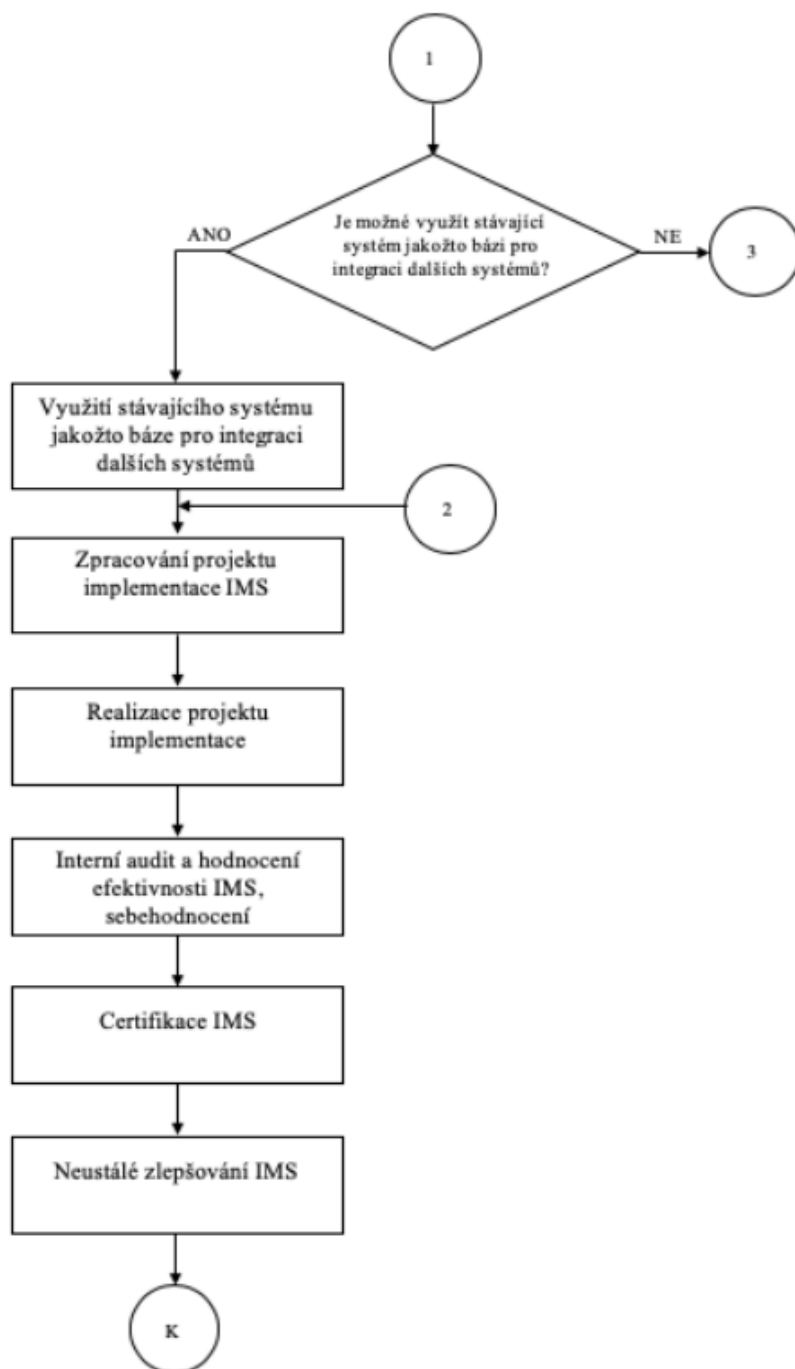 1
Je možné využít stávající
systém jakožto bázi pro
integraci dalších systémů?
ANO
NE
3
Využití stávajícího systému
jakožto báze pro integraci
dalších systémů
2
Zpracování projektu
implementace IMS
Realizace projektu
implementace
Interní audit a hodnocení
efektivnosti IMS,
sebehodnocení
Certifikace IMS
Neustálé zlepšování IMS
K